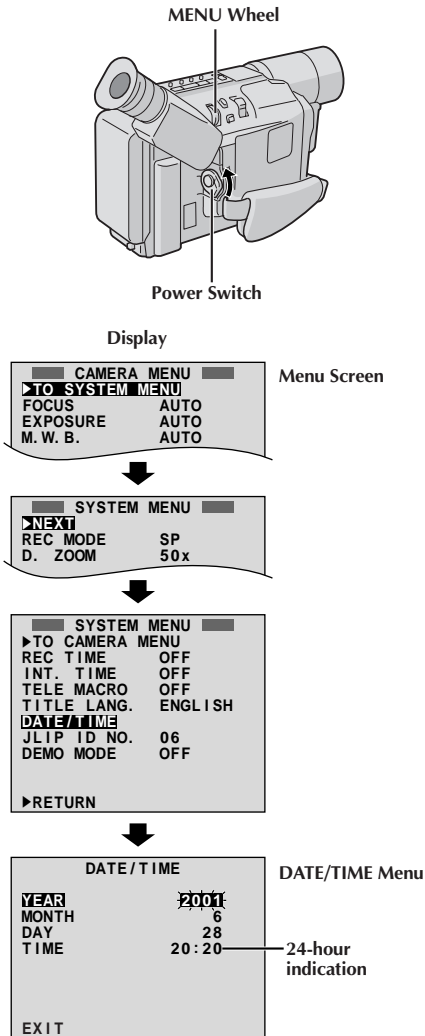 MENU Wheel
Power Switch
Display
CAMERA MENU
Menu Screen
▶TO SYSTEM MENU
FOCUS AUTO
EXPOSURE AUTO
M. W. B. AUTO
SYSTEM MENU
▶NEXT
REC MODE SP
D. ZOOM 50x
SYSTEM MENU
▶TO CAMERA MENU
REC TIME OFF
INT. TIME OFF
TELE MACRO OFF
TITLE LANG. ENGLISH
DATE/TIME
JLIP ID NO. 06
DEMO MODE OFF
▶RETURN
DATE/TIME
DATE/TIME Menu
YEAR 2001
MONTH 6
DAY 28
TIME 20:20
24-hour
indication
EXIT